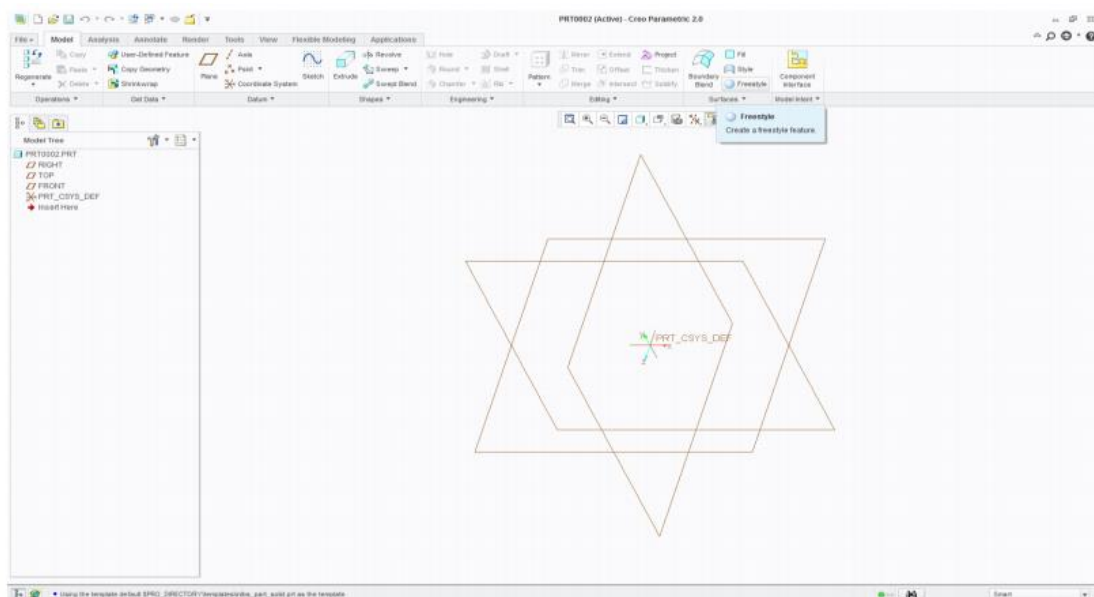 PRT0002 (Active) - Creo Parametric 2.0
File Model Analysis Annotate Render Tools View Flexible Modeling Applications
Regenerate
Copy
Paste
Delete
User-Defined Feature
Copy Geometry
Shrinkwrap
Plane
Axis
Point
Coordinate System
Sketch
Extrude
Revolve
Sweep
Swept Blend
Hole
Round
Chamfer
Draft
Shell
Rib
Pattern
Mirror
Trim
Merge
Extend
Offset
Intersect
Project
Thicken
Solidify
Boundary
Blend
Fill
Style
Freestyle
Component
Interface
Operations Get Data Datum Shapes Engineering Editing Surfaces Model Intent
Freestyle
Create a freestyle feature.
Model Tree
PRT0002.PRT
RIGHT
TOP
FRONT
PRT_CSYS_DEF
Insert Here
PRT_CSYS_DEF
x
z
Smart